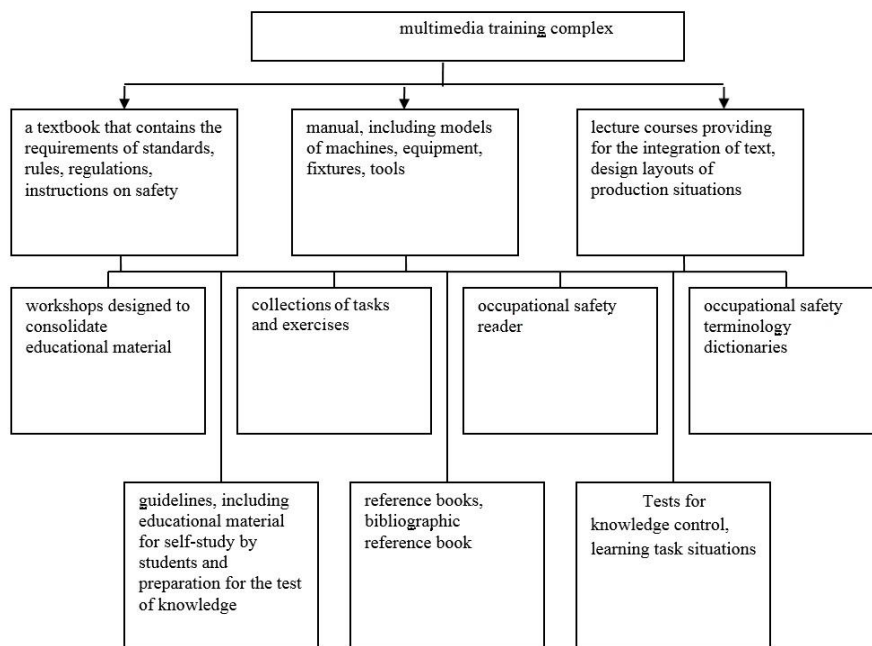 multimedia training complex
a textbook that contains the
requirements of standards,
rules, regulations,
instructions on safety
manual, including models
of machines, equipment,
fixtures, tools
lecture courses providing
for the integration of text,
design layouts of
production situations
workshops designed to
consolidate
educational material
collections of tasks
and exercises
occupational safety
reader
occupational safety
terminology
dictionaries
guidelines, including
educational material
for self-study by
students and
preparation for the test
of knowledge
reference books,
bibliographic
reference book
Tests for
knowledge control,
learning task situations